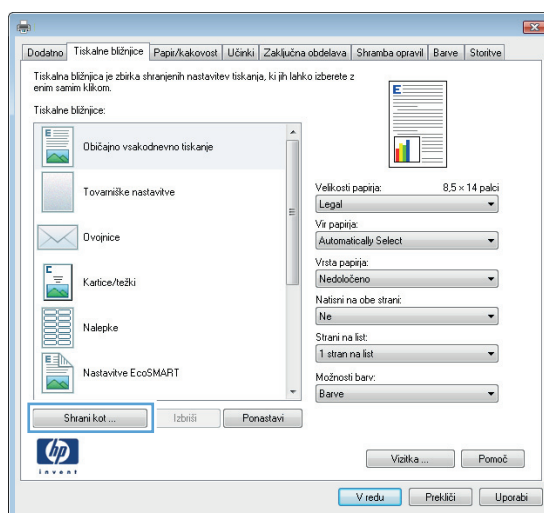 Dodatno Tiskalne bližnjice Papir/kakovost Učinki Zaključna obdelava Shramba opravil Barve Storitve
Tiskalna bližnjica je zbirka shranjenih nastavitev tiskanja, ki jih lahko izberete z
enim samim klikom.
Tiskalne bližnjice:
E
Običajno vsakodnevno tiskanje
Tovarniške nastavitve
Ovojnice
C
Kartice/težki
Nalepke
E
Nastavitve EcoSMART
Shrani kot ... Izbriši Ponastavi
E
Velikosti papirja: 8,5 × 14 palci
Legal
Vir papirja:
Automatically Select
Vrsta papirja:
Nedoločeno
Natisni na obe strani:
Ne
Strani na list:
1 stran na list
Možnosti barv:
Barve
hp
invent
Vizitka ... Pomoč
V redu Prekliči Uporabi